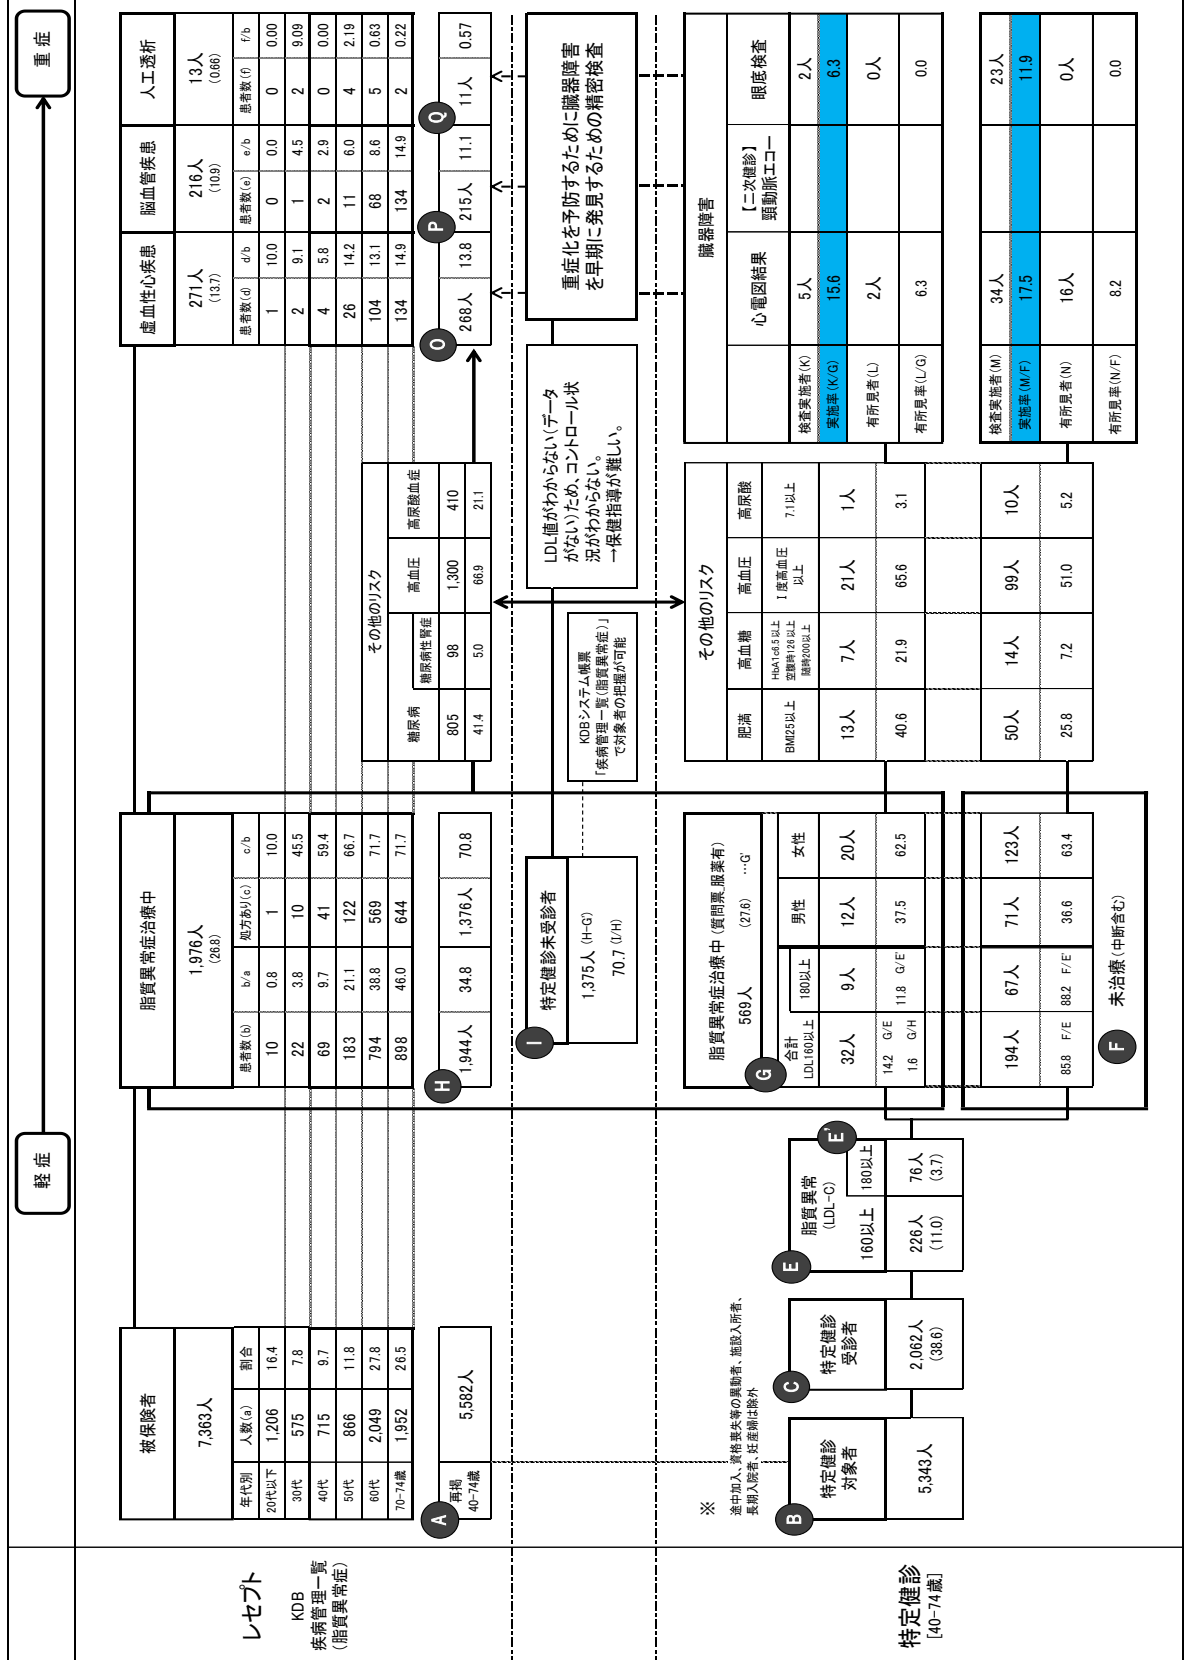 軽症
重症
レセプト
KDB
疾病管理一覧
(脂質異常症)
被保険者
7,363人
年代別 人数(a) 割合
20代以下 1,206 16.4
30代 575 7.8
40代 715 9.7
50代 866 11.8
60代 2,049 27.8
70-74歳 1,952 26.5
A
再掲
40-74歳
5,582人
脂質異常症治療中
1,976人
(26.8)
患者数(b) b/a 処方あり(c) c/b
10 0.8 1 10.0
22 3.8 10 45.5
69 9.7 41 59.4
183 21.1 122 66.7
794 38.8 569 71.7
898 46.0 644 71.7
H
1,944人 34.8 1,376人 70.8
その他のリスク
糖尿病 糖尿病性腎症 高血圧 高尿酸血症
805 98 1,300 410
41.4 5.0 66.9 21.1
虚血性心疾患 脳血管疾患 人工透析
271人 216人 13人
(13.7) (10.9) (0.66)
患者数(d) d/b 患者数(e) e/b 患者数(f) f/b
1 10.0 0 0.0 0 0.00
2 9.1 1 4.5 2 9.09
4 5.8 2 2.9 0 0.00
26 14.2 11 6.0 4 2.19
104 13.1 68 8.6 5 0.63
134 14.9 134 14.9 2 0.22
O P Q
268人 13.8 215人 11.1 11人 0.57
I
特定健診未受診者
1,375人 (H-G')
70.7 (I/H)
KDBシステム帳票
「疾病管理一覧(脂質異常症)」
で対象者の把握が可能
LDL値がわからない(データ
がない)ため、コントロール状
況がわからない。
→保健指導が難しい。
重症化を予防するために臓器障害
を早期に発見するための精密検査
特定健診
[40-74歳]
※
途中加入、資格喪失等の異動者、施設入所者、
長期入院者、妊産婦は除外
B
特定健診
対象者
5,343人
C
特定健診
受診者
2,062人
(38.6)
E
脂質異常
(LDL-C)
E'
160以上 180以上
226人 76人
(11.0) (3.7)
G
脂質異常症治療中 (質問票_服薬有)
569人 (27.6) …G'
合計
LDL160以上
180以上 男性 女性
32人 9人 12人 20人
14.2 G/E 11.8 G/E' 37.5 62.5
1.6 G/H
194人 67人 71人 123人
85.8 F/E 88.2 F/E' 36.6 63.4
F
未治療(中断含む)
その他のリスク
肥満 高血糖 高血圧 高尿酸
BMI25以上
HbA1c6.5以上
空腹時126以上
随時200以上
Ⅰ度高血圧
以上
7.1以上
13人 7人 21人 1人
40.6 21.9 65.6 3.1
50人 14人 99人 10人
25.8 7.2 51.0 5.2
臓器障害
心電図結果
【二次健診】
頸動脈エコー
眼底検査
検査実施者(K) 5人 2人
実施率(K/G) 15.6 6.3
有所見者(L) 2人 0人
有所見率(L/G) 6.3 0.0
検査実施者(M) 34人 23人
実施率(M/F) 17.5 11.9
有所見者(N) 16人 0人
有所見率(N/F) 8.2 0.0